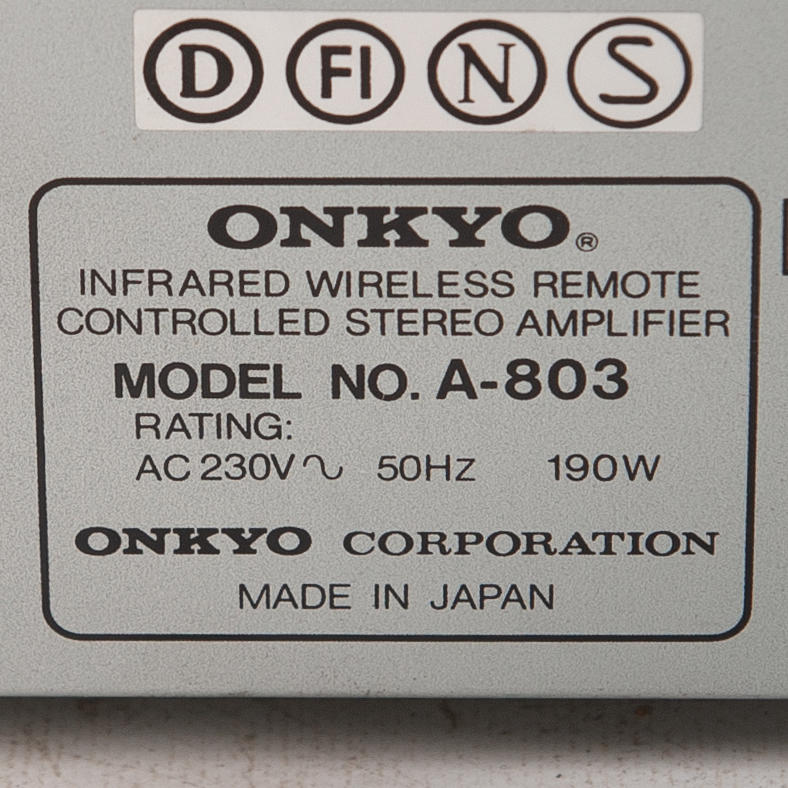 D FI N S
ONKYO®
INFRARED WIRELESS REMOTE
CONTROLLED STEREO AMPLIFIER
MODEL NO. A-803
RATING:
AC 230V∿ 50HZ 190W
ONKYO CORPORATION
MADE IN JAPAN